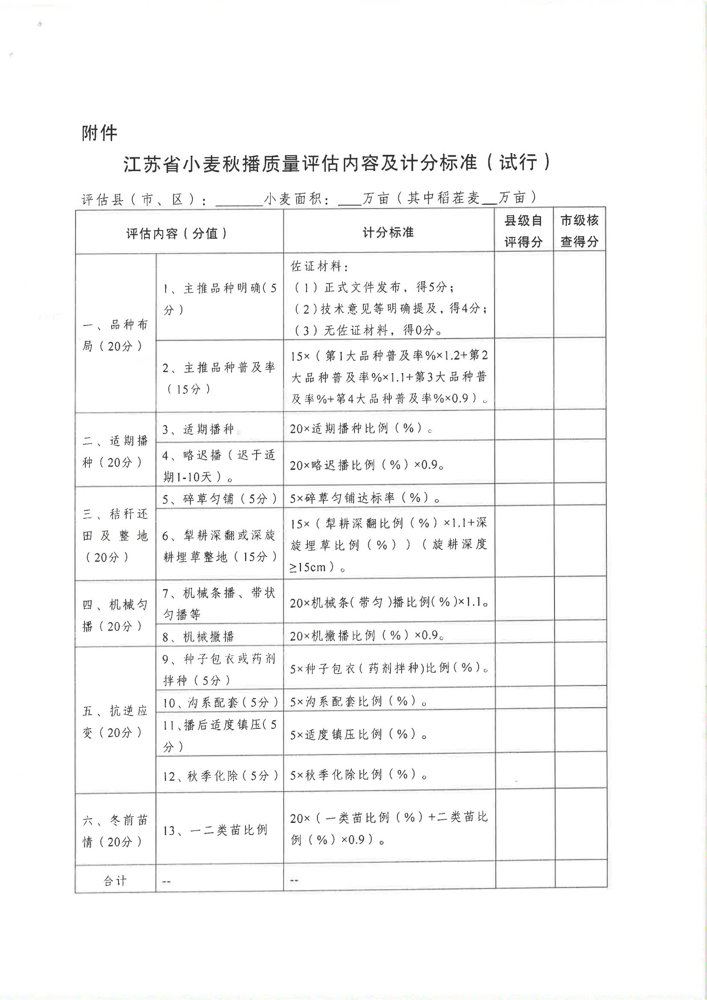 附件
江苏省小麦秋播质量评估内容及计分标准（试行）
评估县（市、区）：______小麦面积：___万亩（其中稻茬麦__万亩）
评估内容（分值）
计分标准
县级自
评得分
市级核
查得分
一、品种布
局（20分）
1、主推品种明确(5
分）
佐证材料：
（1）正式文件发布，得5分；
（2)技术意见等明确提及，得4分；
（3）无佐证材料，得0分。
2、主推品种普及率
（15分）
15×（第1大品种普及率%×1.2+第2
大品种普及率%×1.1+第3大品种普
及率%+第4大品种普及率%×0.9）。
二、适期播
种（20分）
3、适期播种
20×适期播种比例（%）。
4、略迟播（迟于适
期1-10天）。
20×略迟播比例（%）×0.9。
三、秸秆还
田及整地
（20分）
5、碎草匀铺（5分）
5×碎草匀铺达标率（%）。
6、犁耕深翻或深旋
耕埋草整地（15分）
15×（犁耕深翻比例（%）×1.1+深
旋埋草比例（%））（旋耕深度
≥15cm）。
四、机械匀
播（20分）
7、机械条播、带状
匀播等
20×机械条(带匀)播比例(%)×1.1。
8、机械撒播
20×机撒播比例（%）×0.9。
五、抗逆应
变（20分）
9、种子包衣或药剂
拌种（5分）
5×种子包衣(药剂拌种)比例(%)。
10、沟系配套(5分）
5×沟系配套比例（%）。
11、播后适度镇压(5
分）
5×适度镇压比例（%）。
12、秋季化除(5分）
5×秋季化除比例（%）。
六、冬前苗
情（20分）
13、一二类苗比例
20×（一类苗比例（%）+二类苗比
例（%）×0.9）。
合计
--
--